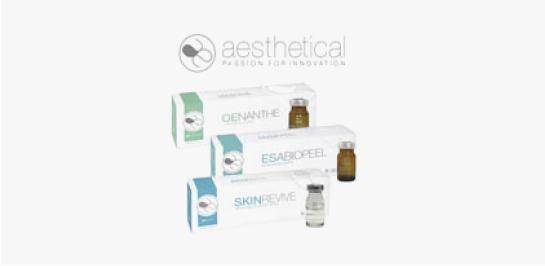 aesthetical
PASSION FOR INNOVATION
OENANTHE
ESABIOPEEL
SKINREVIVE